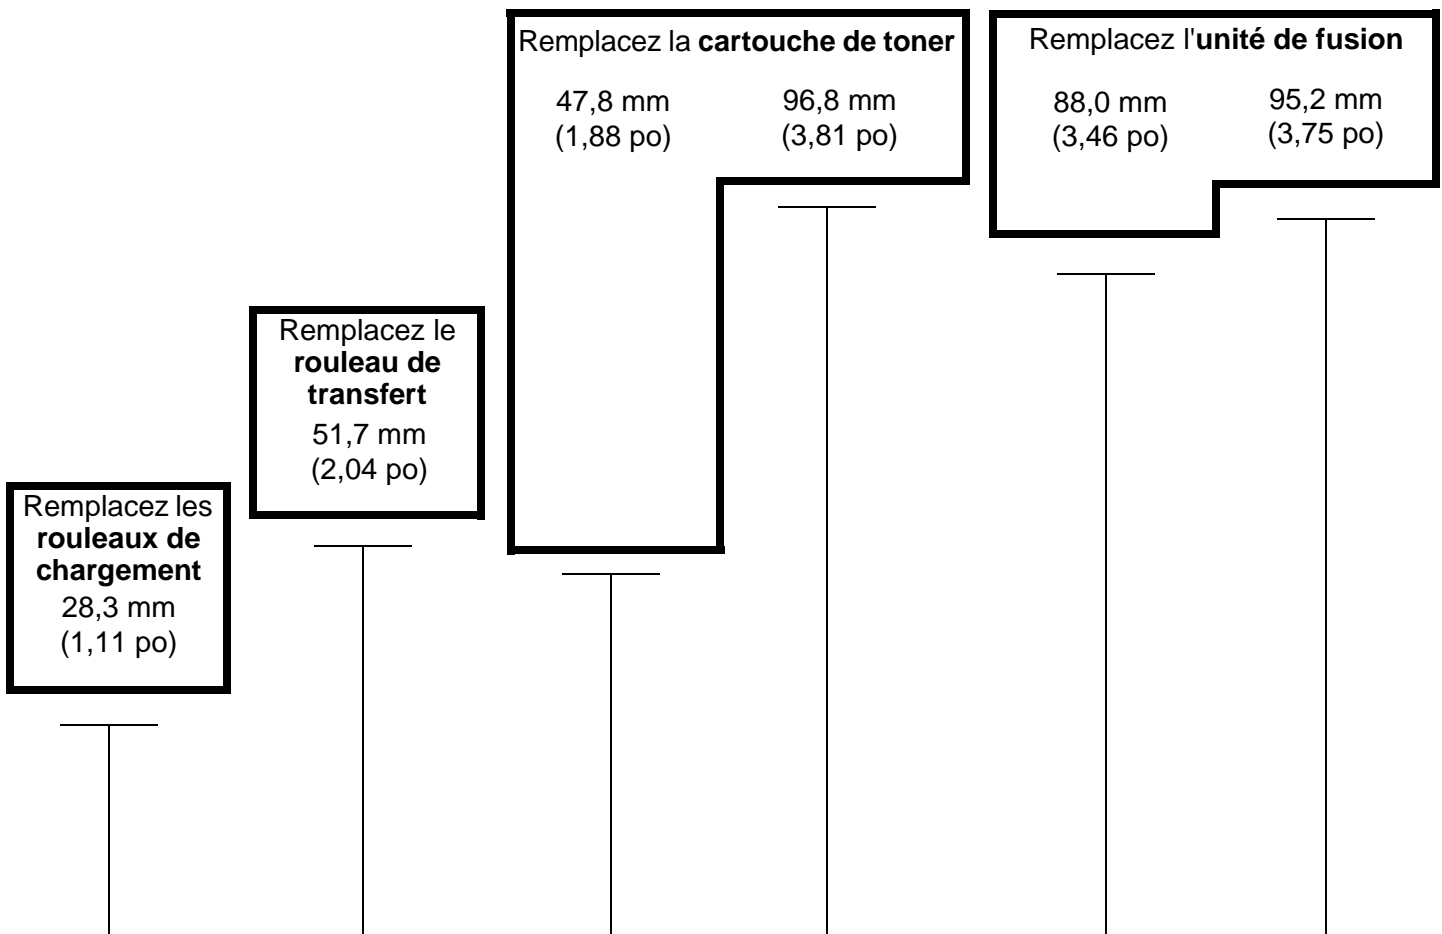 Remplacez la cartouche de toner
47,8 mm
(1,88 po)
96,8 mm
(3,81 po)
Remplacez l'unité de fusion
88,0 mm
(3,46 po)
95,2 mm
(3,75 po)
Remplacez le
rouleau de
transfert
51,7 mm
(2,04 po)
Remplacez les
rouleaux de
chargement
28,3 mm
(1,11 po)